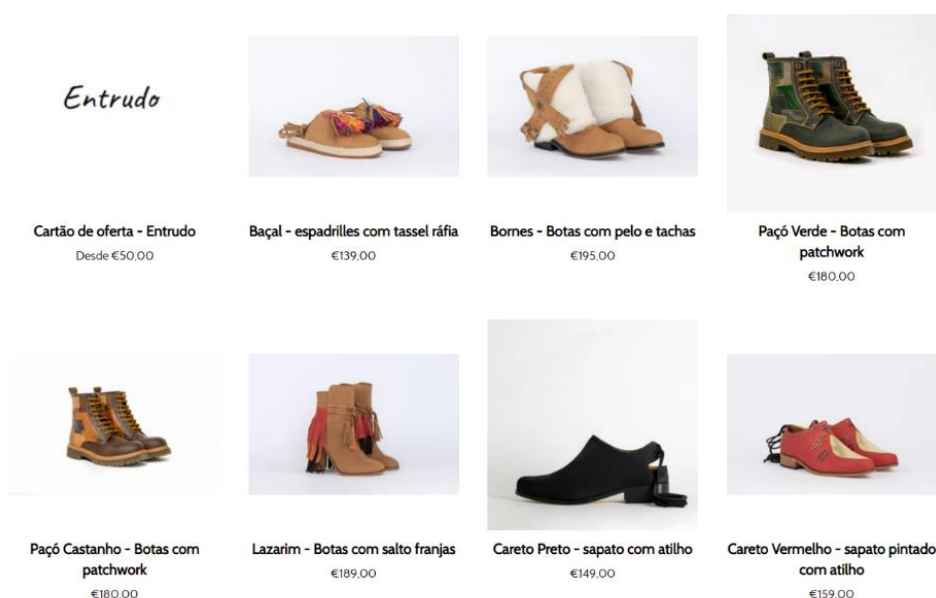 Entrudo
Cartão de oferta - Entrudo
Desde €50,00
Baçal - espadrilles com tassel ráfia
€139,00
Bornes - Botas com pelo e tachas
€195,00
Paçó Verde - Botas com
patchwork
€180,00
Paçó Castanho - Botas com
patchwork
€180,00
Lazarim - Botas com salto franjas
€189,00
Careto Preto - sapato com atilho
€149,00
Careto Vermelho - sapato pintado
com atilho
€159,00